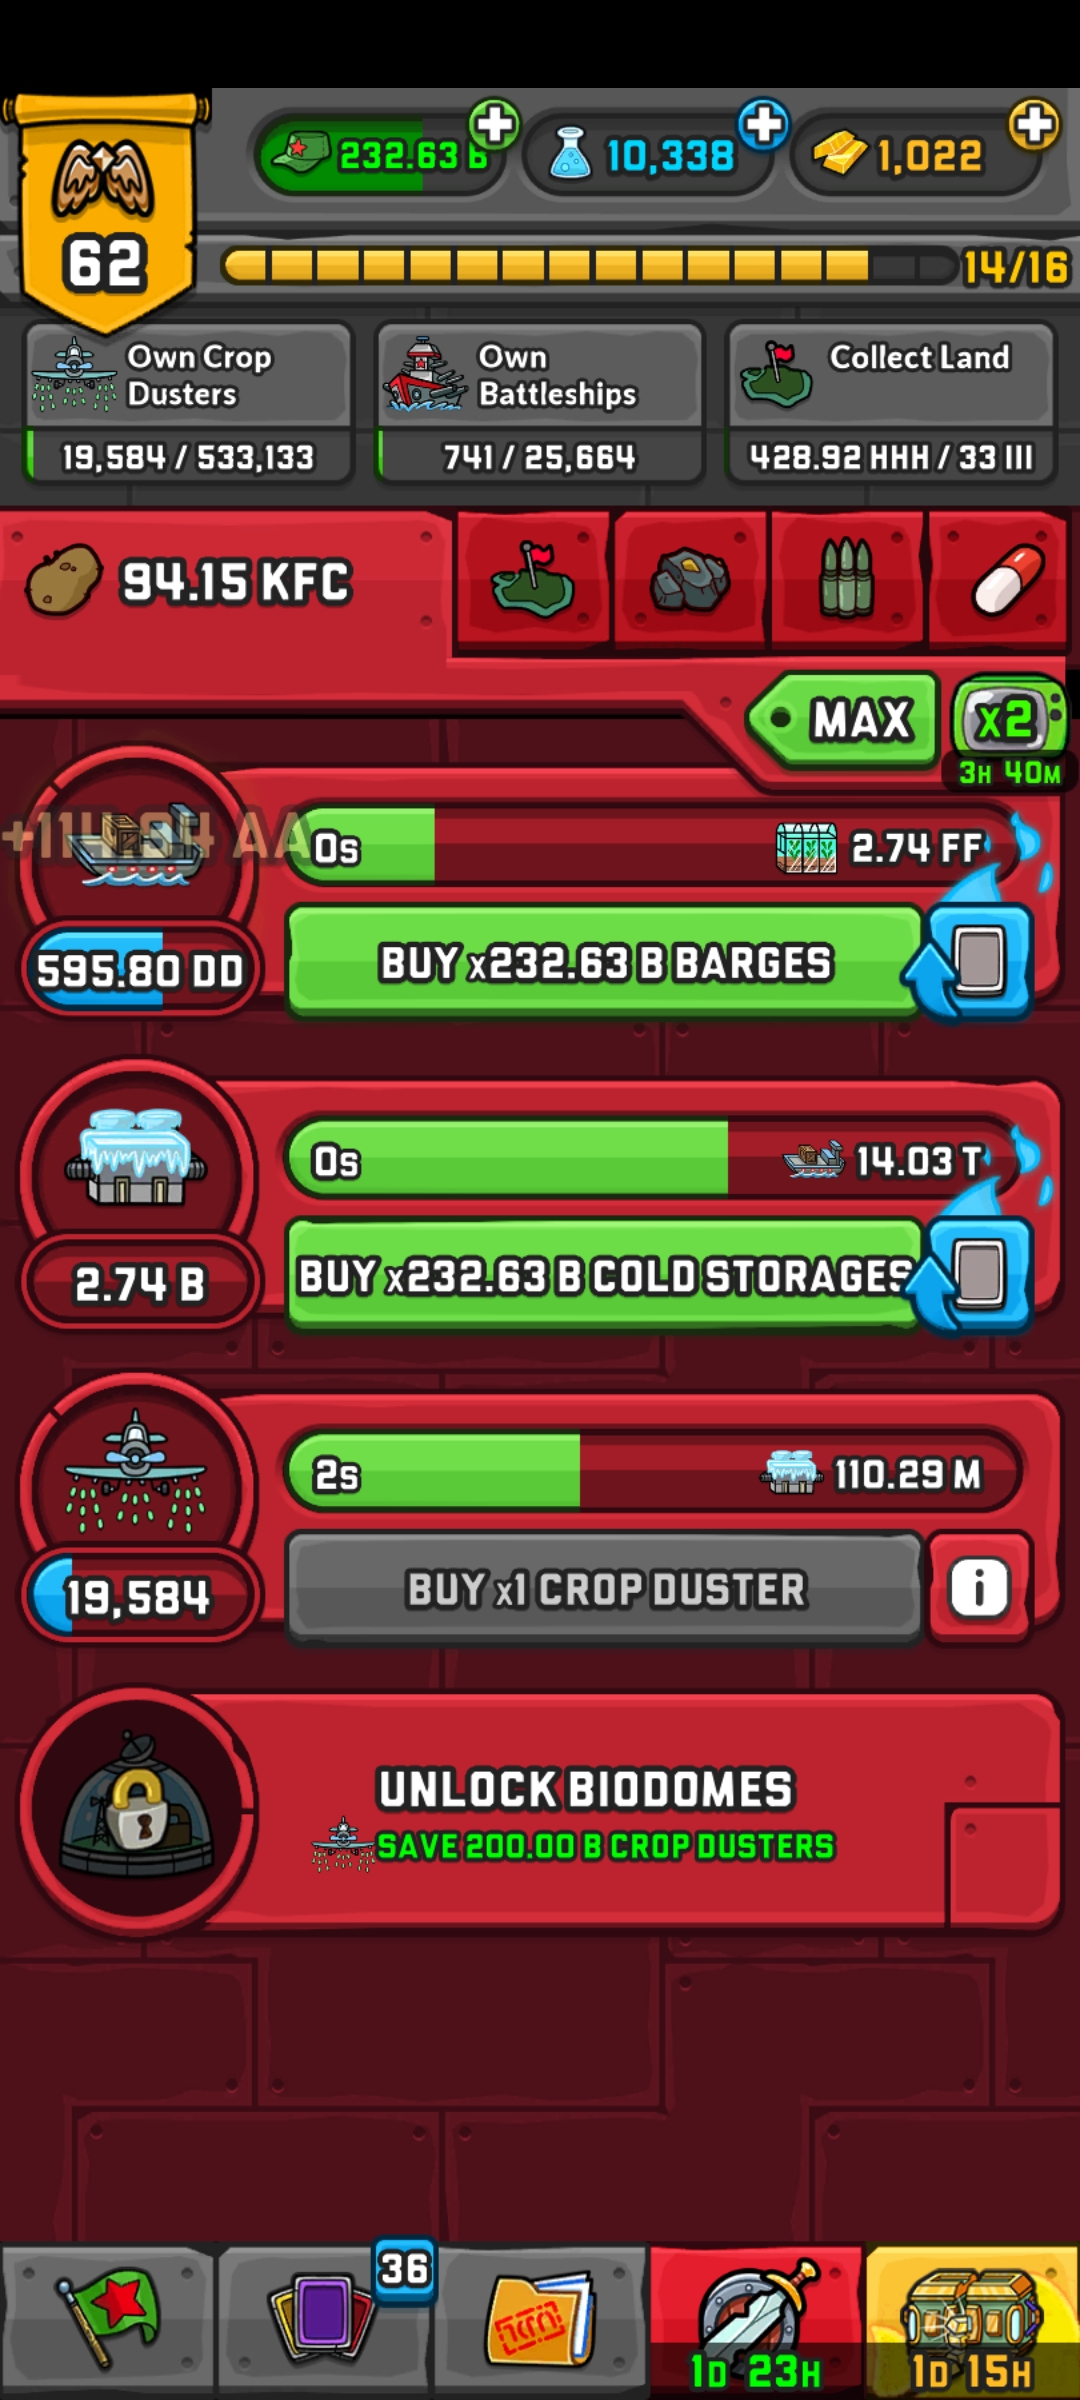 232.63 B
10,338
1,022
62
14/16
Own Crop
Dusters
19,584 / 533,133
Own
Battleships
741 / 25,664
Collect Land
428.92 HHH / 33 III
94.15 KFC
MAX
x2
3H 40M
0s
2.74 FF
595.80 DD
BUY x232.63 B BARGES
0s
14.03 T
2.74 B
BUY x232.63 B COLD STORAGES
2s
110.29 M
19,584
BUY x1 CROP DUSTER
i
UNLOCK BIODOMES
SAVE 200.00 B CROP DUSTERS
36
1D 23H
1D 15H